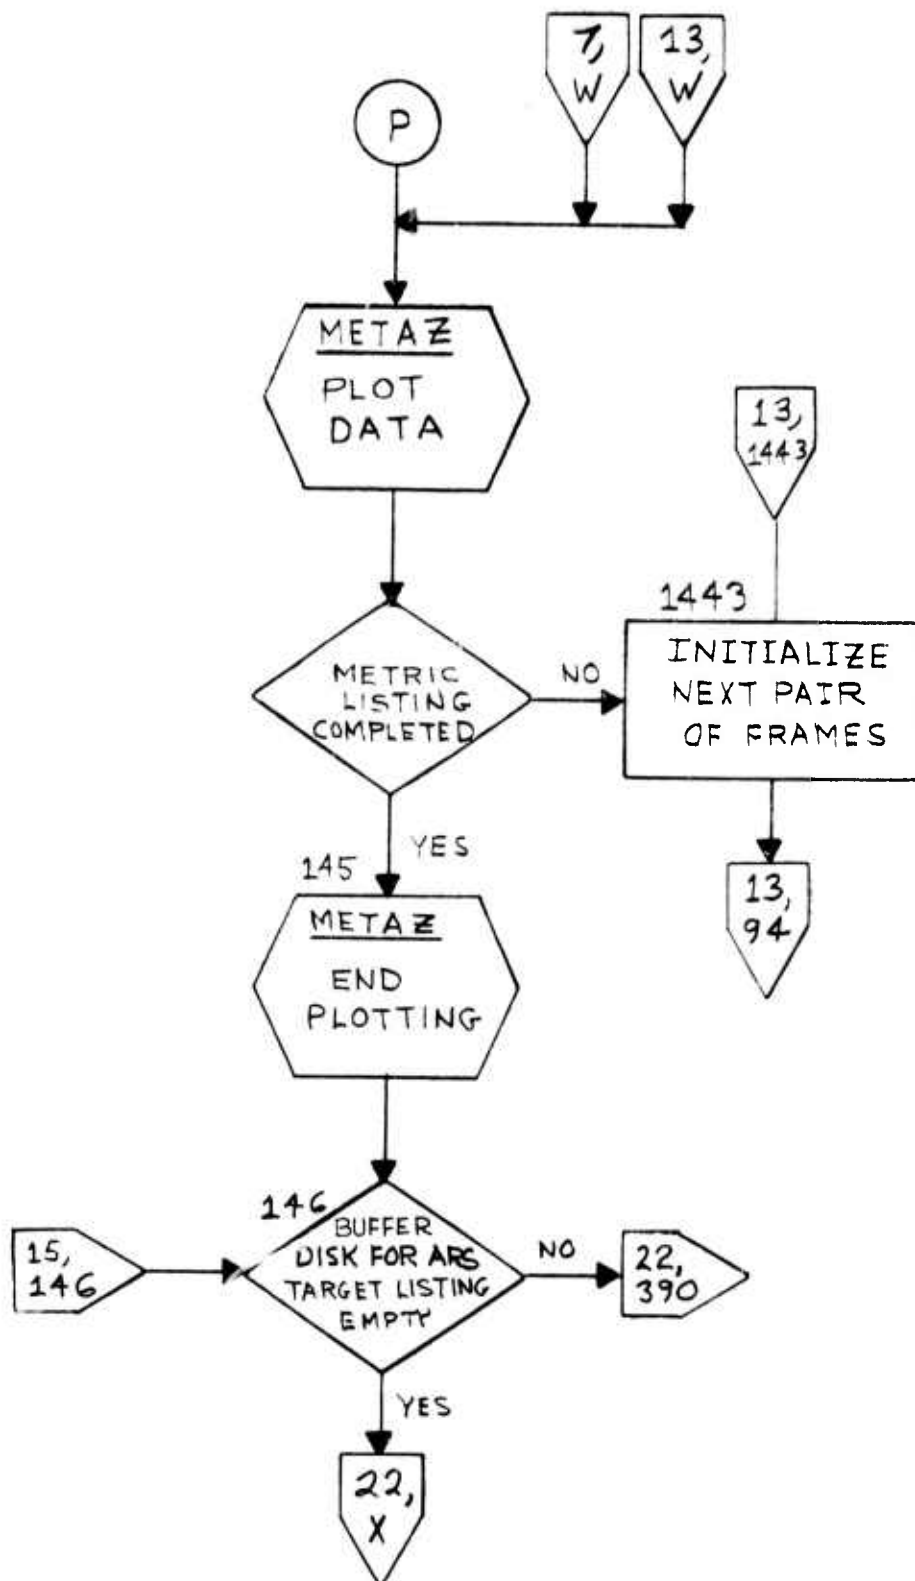 7,
W
13,
W
P
METAZ
PLOT
DATA
13,
1443
1443
METRIC
LISTING
COMPLETED
NO
INITIALIZE
NEXT PAIR
OF FRAMES
YES
145
13,
94
METAZ
END
PLOTTING
146
BUFFER
DISK FOR ARS
TARGET LISTING
EMPTY
15,
146
NO
22,
390
YES
22,
X